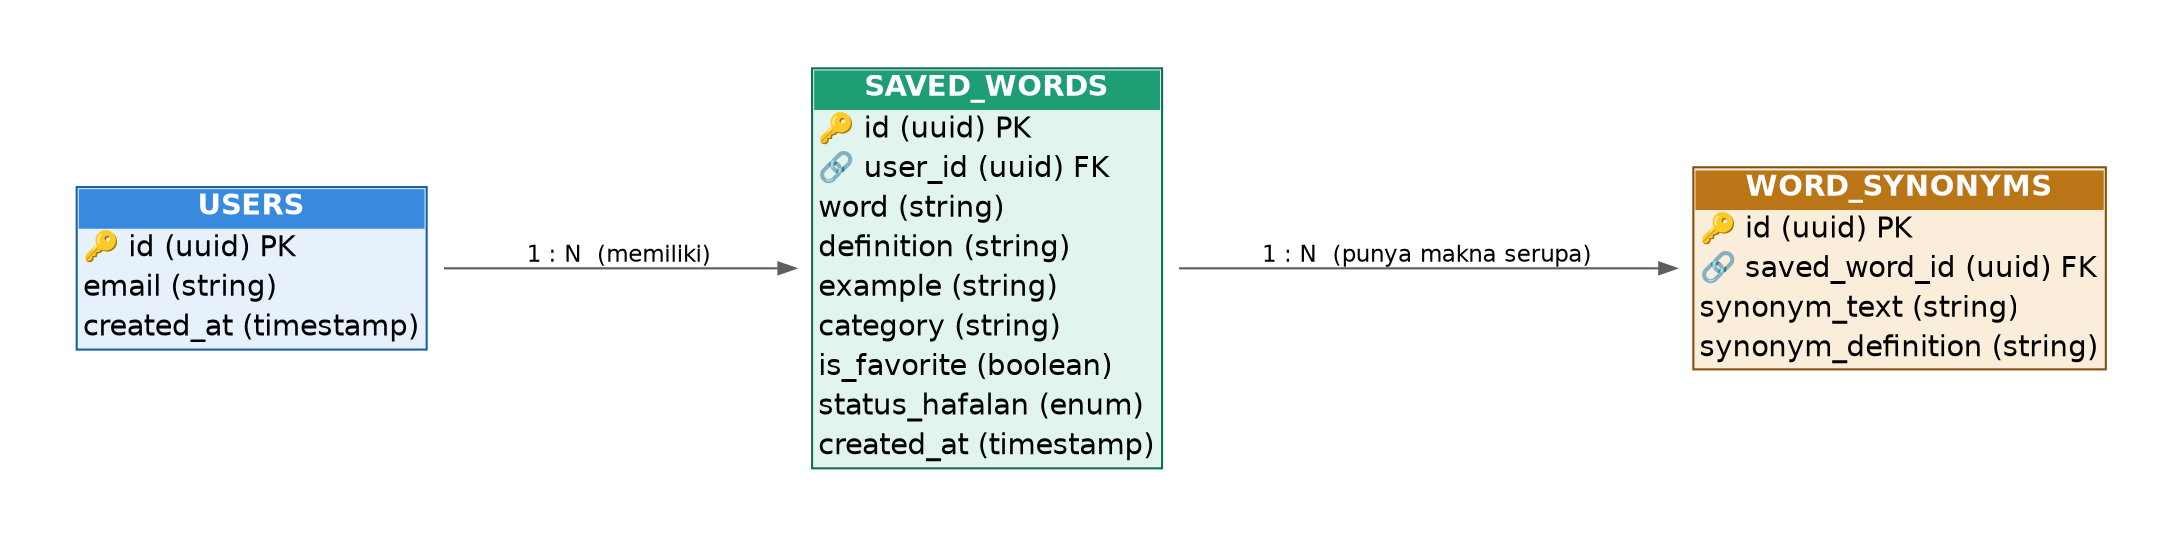 USERS
🔑 id (uuid) PK
email (string)
created_at (timestamp)
1 : N (memiliki)
SAVED_WORDS
🔑 id (uuid) PK
🔗 user_id (uuid) FK
word (string)
definition (string)
example (string)
category (string)
is_favorite (boolean)
status_hafalan (enum)
created_at (timestamp)
1 : N (punya makna serupa)
WORD_SYNONYMS
🔑 id (uuid) PK
🔗 saved_word_id (uuid) FK
synonym_text (string)
synonym_definition (string)